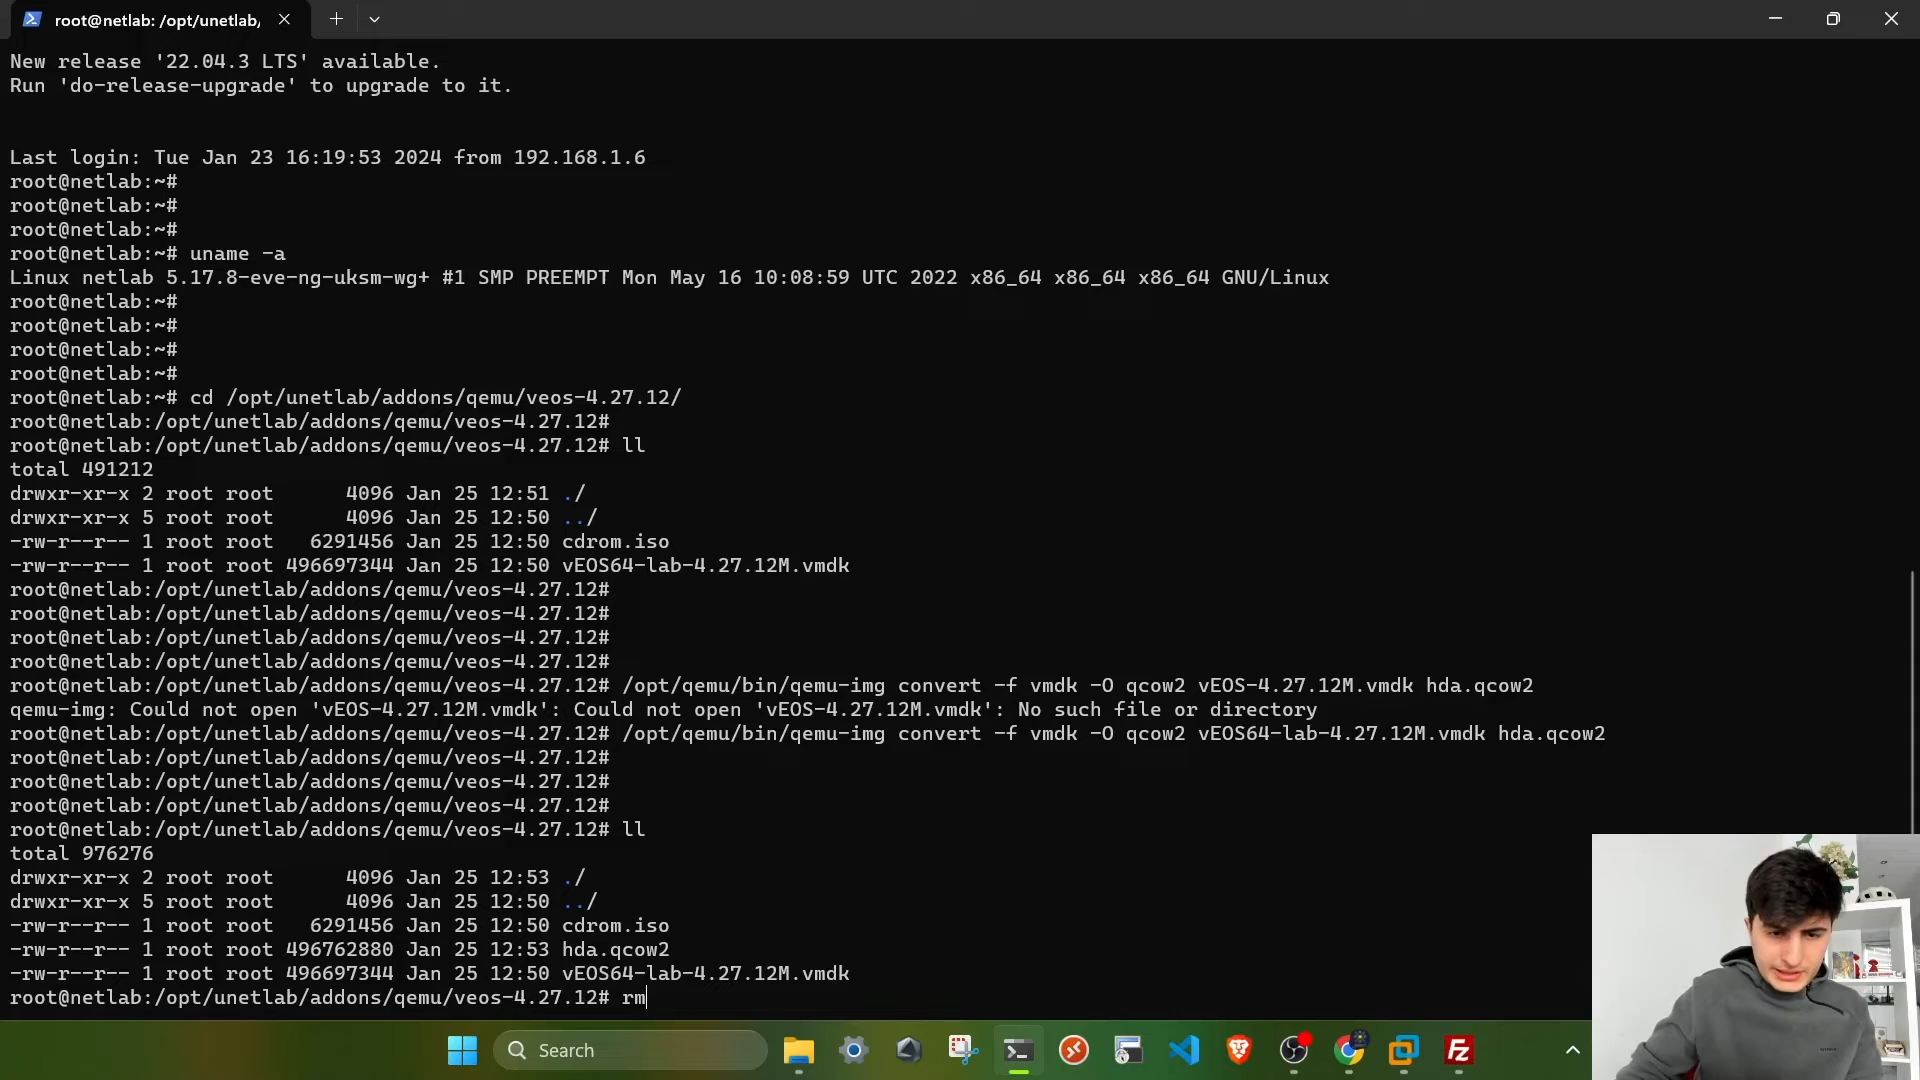 root@netlab: /opt/unetlab/
New release '22.04.3 LTS' available.
Run 'do-release-upgrade' to upgrade to it.
Last login: Tue Jan 23 16:19:53 2024 from 192.168.1.6
root@netlab:~#
root@netlab:~#
root@netlab:~#
root@netlab:~# uname -a
Linux netlab 5.17.8-eve-ng-uksm-wg+ #1 SMP PREEMPT Mon May 16 10:08:59 UTC 2022 x86_64 x86_64 x86_64 GNU/Linux
root@netlab:~#
root@netlab:~#
root@netlab:~#
root@netlab:~#
root@netlab:~# cd /opt/unetlab/addons/qemu/veos-4.27.12/
root@netlab:/opt/unetlab/addons/qemu/veos-4.27.12#
root@netlab:/opt/unetlab/addons/qemu/veos-4.27.12# ll
total 491212
drwxr-xr-x 2 root root      4096 Jan 25 12:51 ./
drwxr-xr-x 5 root root      4096 Jan 25 12:50 ../
-rw-r--r-- 1 root root   6291456 Jan 25 12:50 cdrom.iso
-rw-r--r-- 1 root root 496697344 Jan 25 12:50 vEOS64-lab-4.27.12M.vmdk
root@netlab:/opt/unetlab/addons/qemu/veos-4.27.12#
root@netlab:/opt/unetlab/addons/qemu/veos-4.27.12#
root@netlab:/opt/unetlab/addons/qemu/veos-4.27.12#
root@netlab:/opt/unetlab/addons/qemu/veos-4.27.12#
root@netlab:/opt/unetlab/addons/qemu/veos-4.27.12# /opt/qemu/bin/qemu-img convert -f vmdk -O qcow2 vEOS-4.27.12M.vmdk hda.qcow2
qemu-img: Could not open 'vEOS-4.27.12M.vmdk': Could not open 'vEOS-4.27.12M.vmdk': No such file or directory
root@netlab:/opt/unetlab/addons/qemu/veos-4.27.12# /opt/qemu/bin/qemu-img convert -f vmdk -O qcow2 vEOS64-lab-4.27.12M.vmdk hda.qcow2
root@netlab:/opt/unetlab/addons/qemu/veos-4.27.12#
root@netlab:/opt/unetlab/addons/qemu/veos-4.27.12#
root@netlab:/opt/unetlab/addons/qemu/veos-4.27.12#
root@netlab:/opt/unetlab/addons/qemu/veos-4.27.12# ll
total 976276
drwxr-xr-x 2 root root      4096 Jan 25 12:53 ./
drwxr-xr-x 5 root root      4096 Jan 25 12:50 ../
-rw-r--r-- 1 root root   6291456 Jan 25 12:50 cdrom.iso
-rw-r--r-- 1 root root 496762880 Jan 25 12:53 hda.qcow2
-rw-r--r-- 1 root root 496697344 Jan 25 12:50 vEOS64-lab-4.27.12M.vmdk
root@netlab:/opt/unetlab/addons/qemu/veos-4.27.12# rm
Search